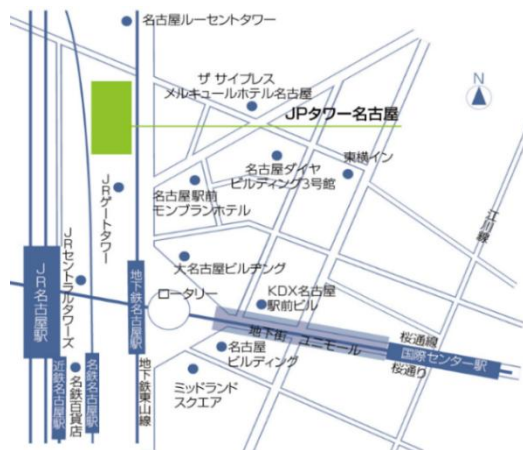 名古屋ルーセントタワー
ザ サイプレス
メルキュールホテル名古屋
N
JPタワー名古屋
名古屋ダイヤ
ビルディング3号館
東横イン
JRゲートタワー
名古屋駅前
モンブランホテル
江川線
JRセントラルタワーズ
大名古屋ビルヂング
JR名古屋駅
地下鉄名古屋駅
ロータリー
KDX名古屋
駅前ビル
地下街 ユニモール
桜通線
国際センター駅
桜通り
名古屋
ビルディング
近鉄名古屋駅
名鉄百貨店
名鉄名古屋駅
地下鉄東山線
ミッドランド
スクエア